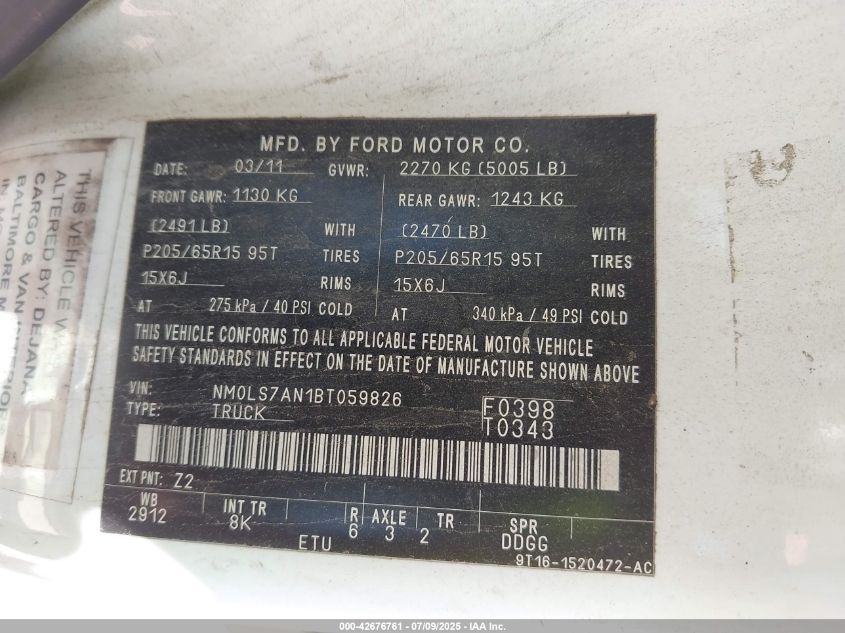 MFD. BY FORD MOTOR CO.
DATE: 03/11 GVWR: 2270 KG (5005 LB)
FRONT GAWR: 1130 KG REAR GAWR: 1243 KG
(2491 LB) WITH (2470 LB) WITH
P205/65R15 95T TIRES P205/65R15 95T TIRES
15X6J RIMS 15X6J RIMS
AT 275 kPa / 40 PSI COLD AT 340 kPa / 49 PSI COLD
THIS VEHICLE CONFORMS TO ALL APPLICABLE FEDERAL MOTOR VEHICLE
SAFETY STANDARDS IN EFFECT ON THE DATE OF MANUFACTURE SHOWN ABOVE
VIN: NM0LS7AN1BT059826 F0398
TYPE: TRUCK T0343
EXT PNT: Z2
WB INT TR R AXLE TR SPR
2912 8K 6 3 2 DDGG
ETU 9T16-1520472-AC
THIS VEHICLE
ALTERED BY: DEJANA
CARGO & VAN
BALTIMORE
000-42676761 / 07/09/2025 - IAA Inc.